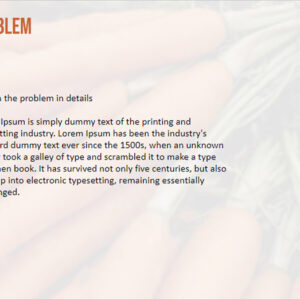 BLEM
the problem in details
Ipsum is simply dummy text of the printing and
tting industry. Lorem Ipsum has been the industry's
rd dummy text ever since the 1500s, when an unknown
took a galley of type and scrambled it to make a type
en book. It has survived not only five centuries, but also
p into electronic typesetting, remaining essentially
nged.